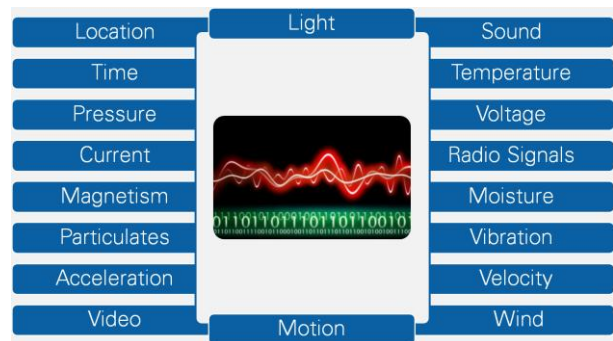 Light
Location
Sound
Time
Temperature
Pressure
Voltage
Current
Radio Signals
Magnetism
Moisture
Particulates
Vibration
Acceleration
Velocity
Video
Wind
Motion